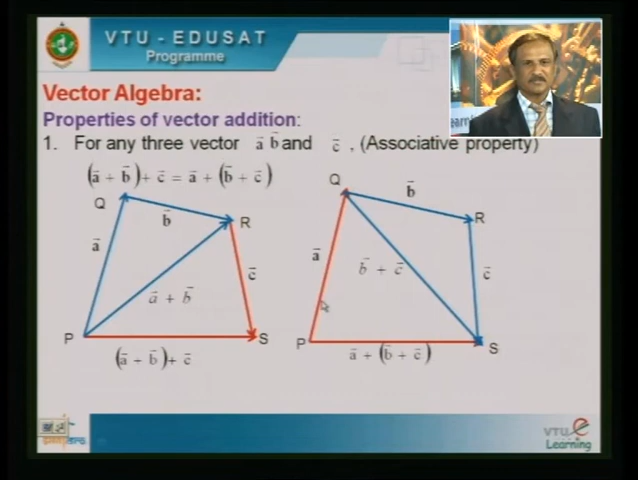 VTU - EDUSAT
Programme
Vector Algebra:
Properties of vector addition:
1. For any three vector a⃗ b̄ and c̄ , (Associative property)
(a⃗ + b̄) + c̄ = a⃗ + (b̄ + c̄)
Q
b̄
R
a⃗
c̄
a⃗ + b̄
P
S
(a⃗ + b̄) + c̄
Q
b̄
R
a⃗
b̄ + c̄
c̄
P
S
a⃗ + (b̄ + c̄)
VTU e
Learning